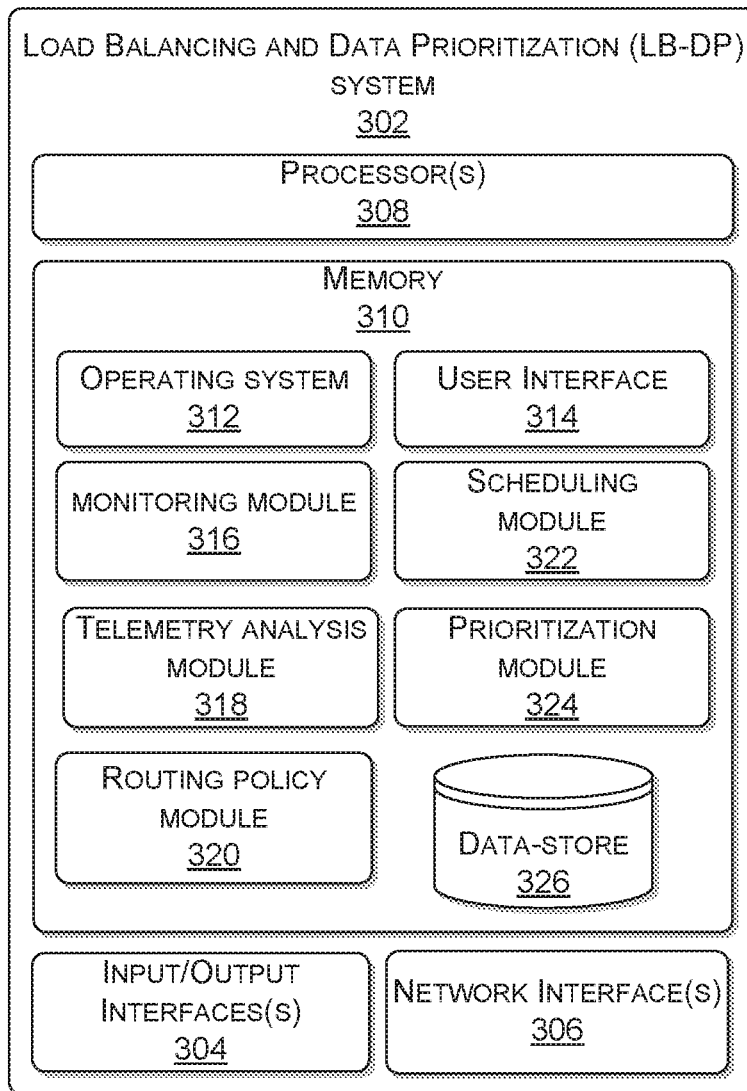 LOAD BALANCING AND DATA PRIORITIZATION (LB-DP)
SYSTEM
302
PROCESSOR(S)
308
MEMORY
310
OPERATING SYSTEM
312
USER INTERFACE
314
MONITORING MODULE
316
SCHEDULING
MODULE
322
TELEMETRY ANALYSIS
MODULE
318
PRIORITIZATION
MODULE
324
ROUTING POLICY
MODULE
320
DATA-STORE
326
INPUT/OUTPUT
INTERFACES(S)
304
NETWORK INTERFACE(S)
306